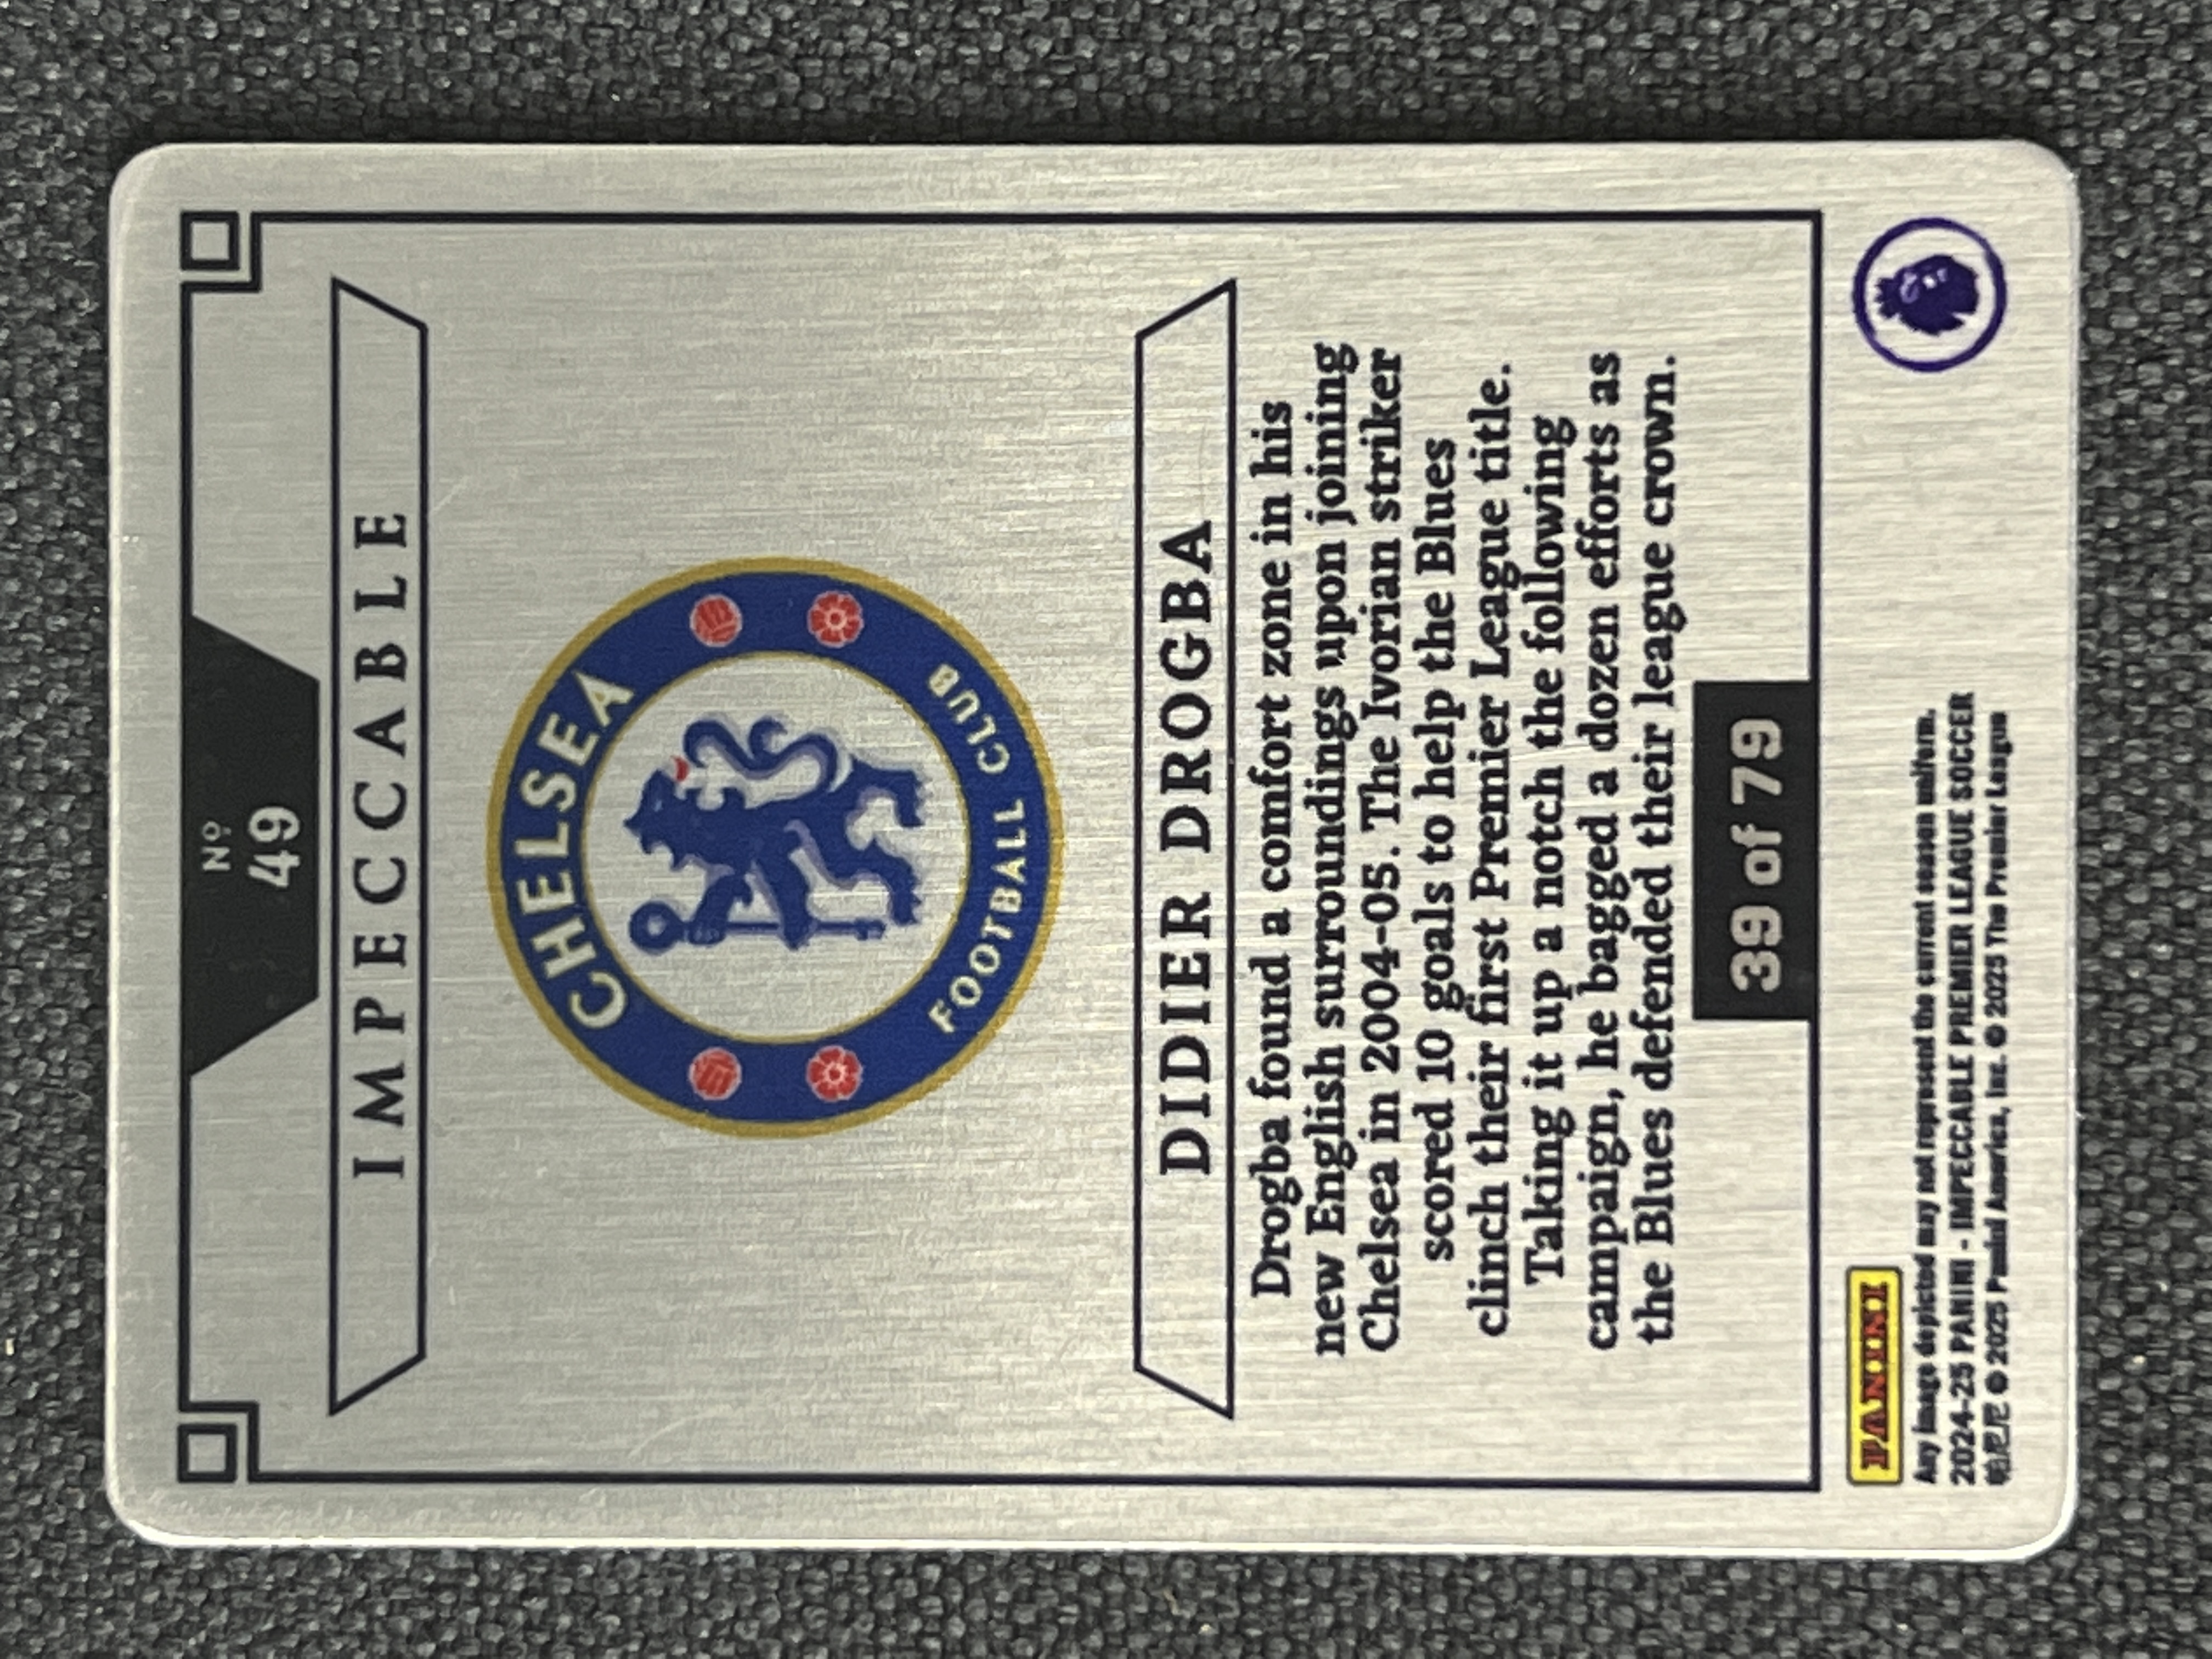 Nº
49
IMPECCABLE
CHELSEA
FOOTBALL CLUB
DIDIER DROGBA
Drogba found a comfort zone in his
new English surroundings upon joining
Chelsea in 2004-05. The Ivorian striker
scored 10 goals to help the Blues
clinch their first Premier League title.
Taking it up a notch the following
campaign, he bagged a dozen efforts as
the Blues defended their league crown.
39 of 79
PANINI
Any image depicted may not represent the current season uniform.
2024-25 PANINI - IMPECCABLE PREMIER LEAGUE SOCCER
帕尼尼 © 2025 Panini America, Inc. © 2025 The Premier League